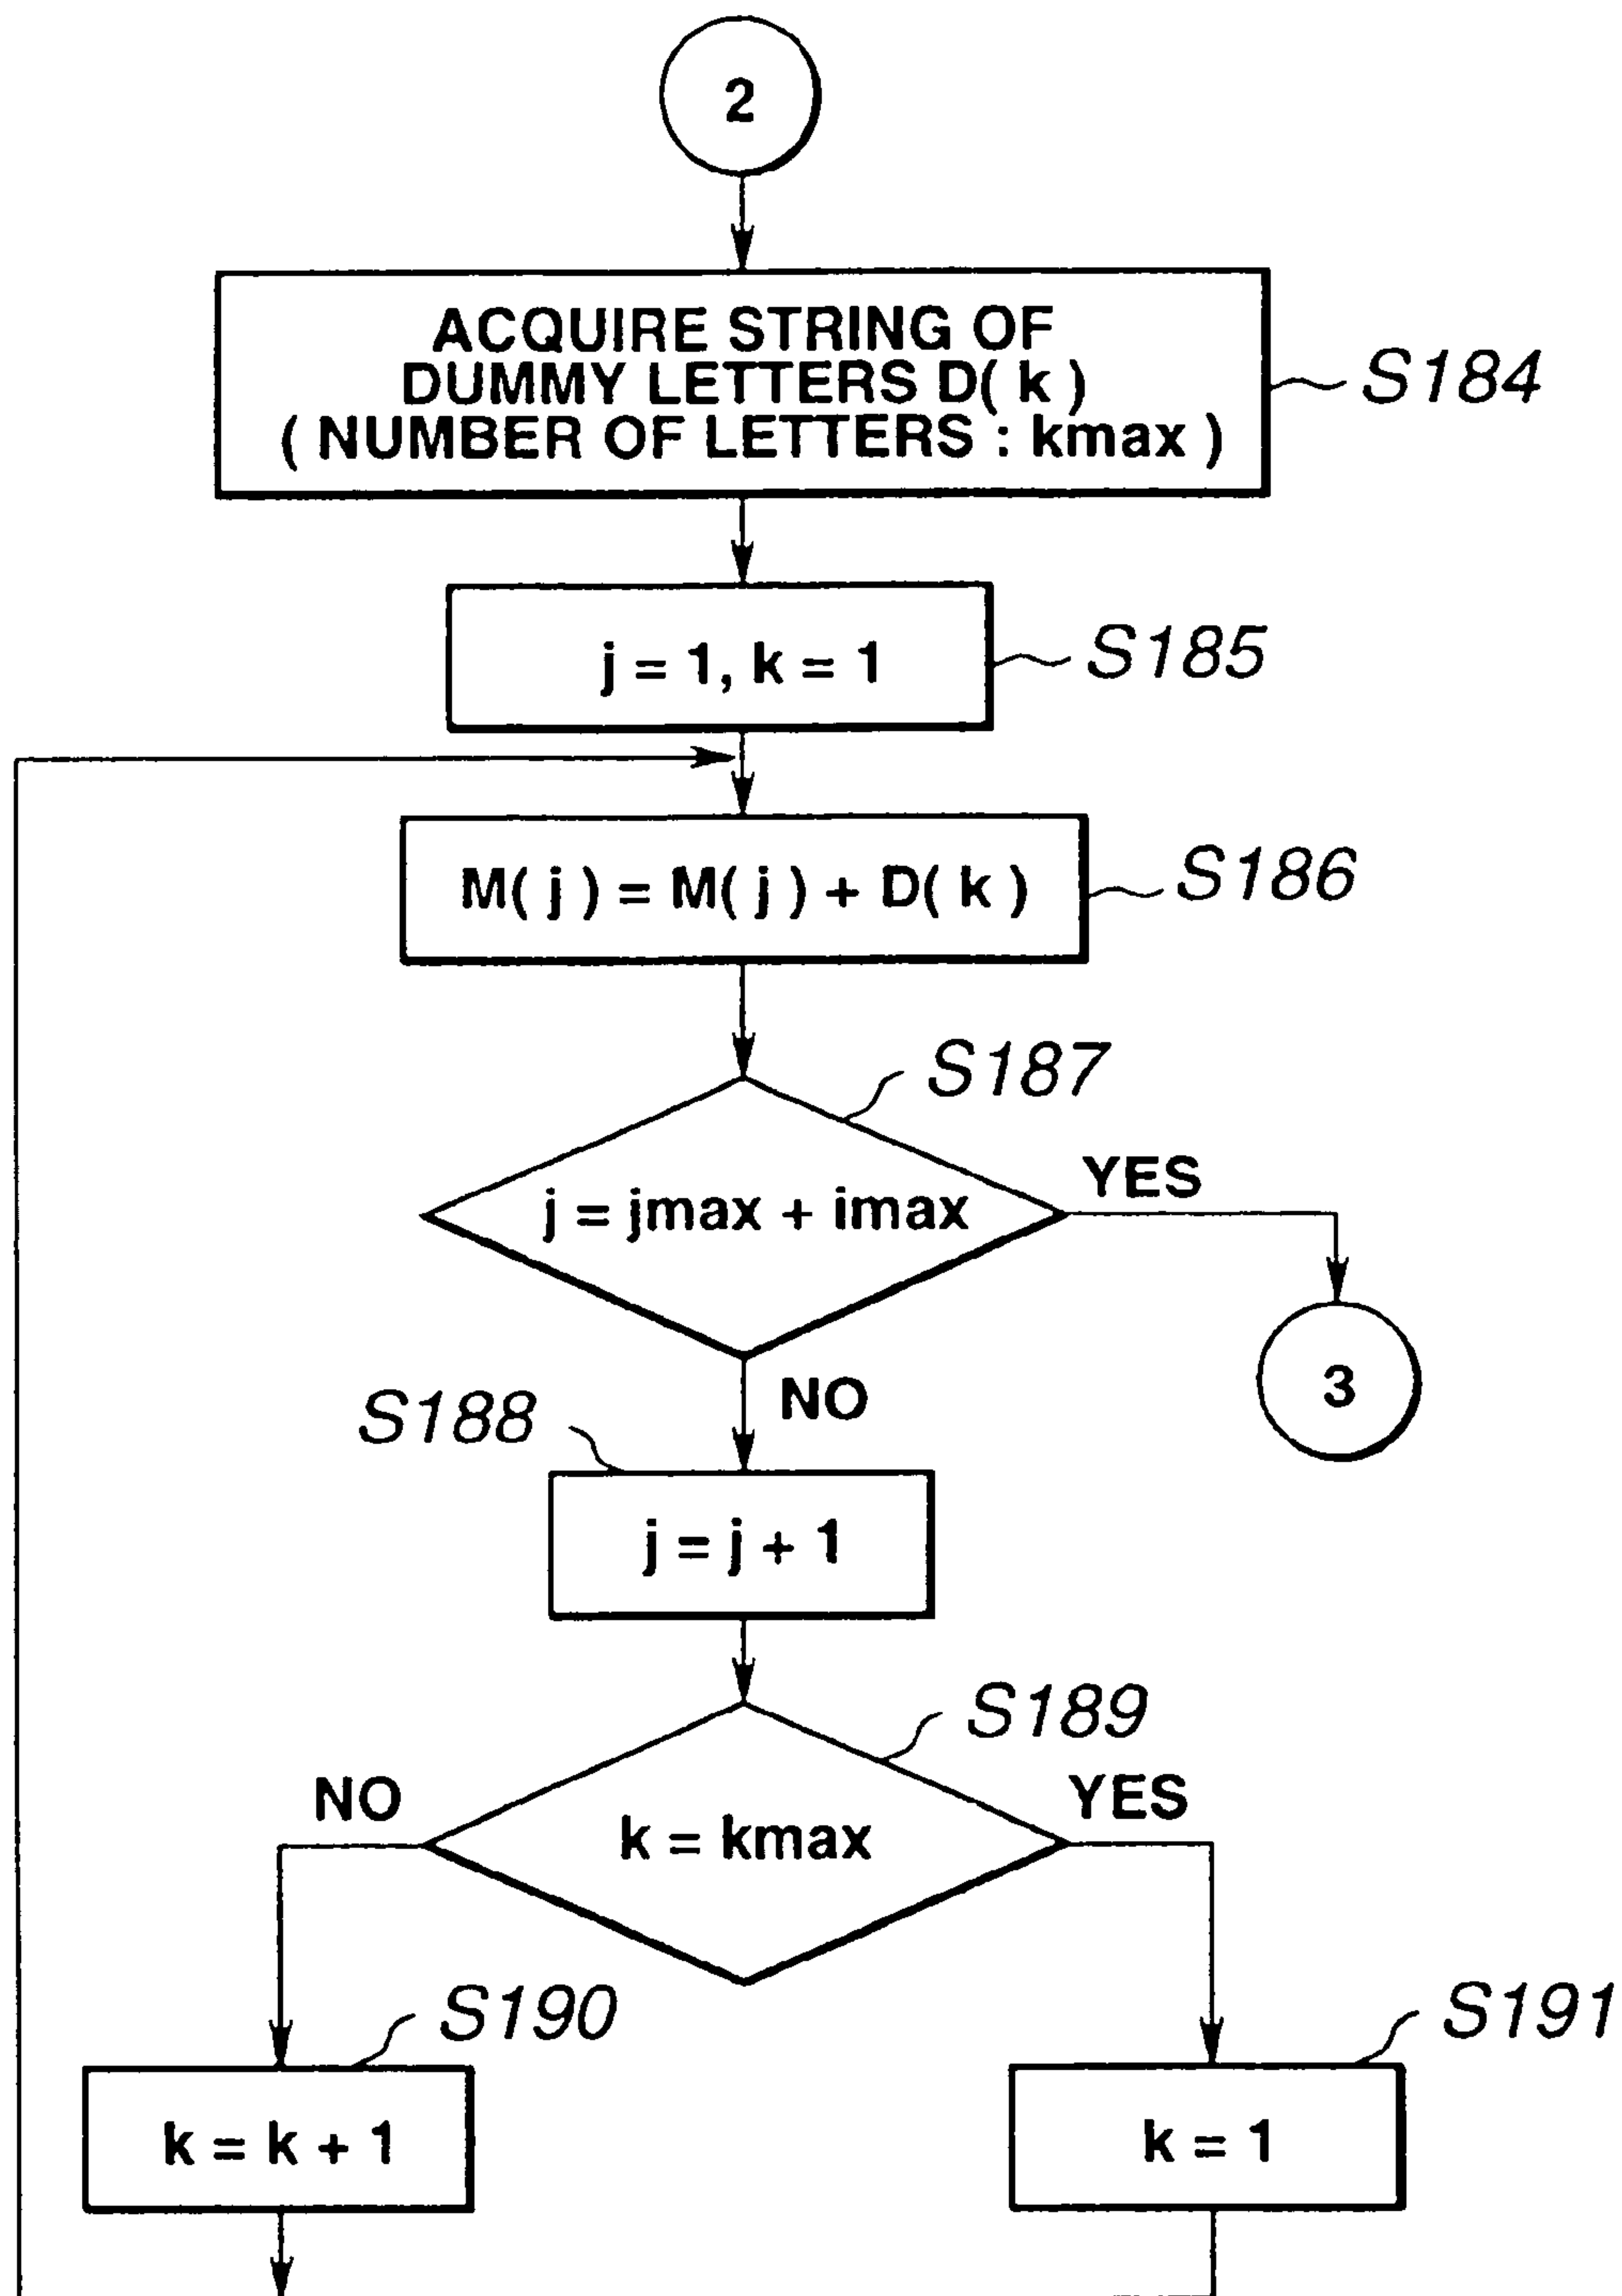 2
ACQUIRE STRING OF
DUMMY LETTERS D( k )
( NUMBER OF LETTERS : kmax )
S184
j = 1, k = 1
S185
M( j ) = M( j ) + D( k )
S186
S187
j = jmax + imax
YES
3
NO
S188
j = j + 1
S189
NO
k = kmax
YES
S190
S191
k = k + 1
k = 1